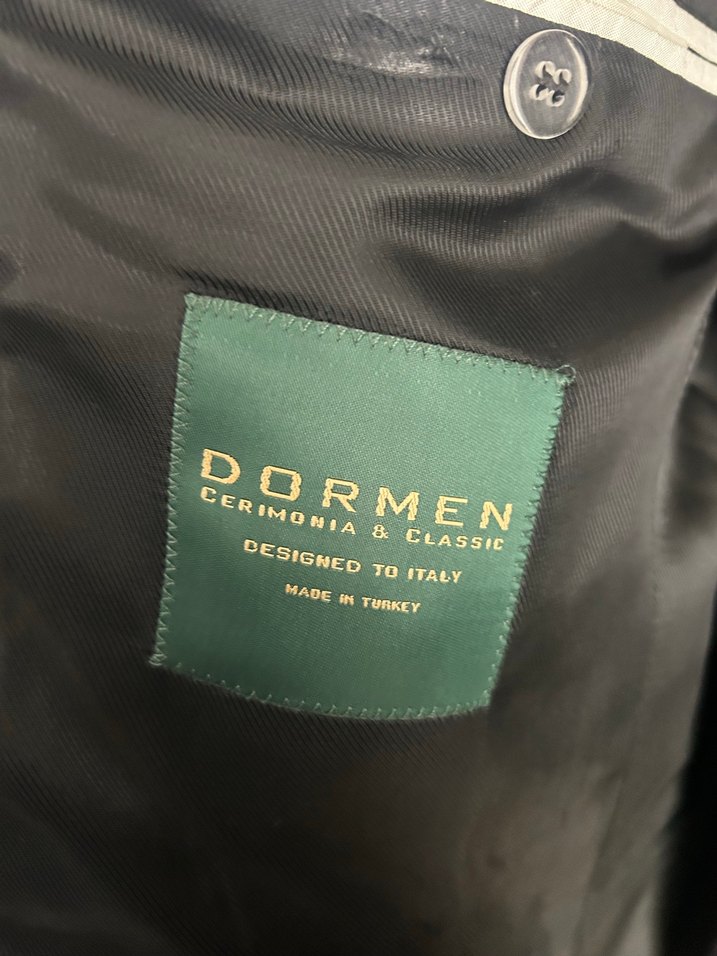 DORMEN
CERIMONIA & CLASSIC
DESIGNED TO ITALY
MADE IN TURKEY